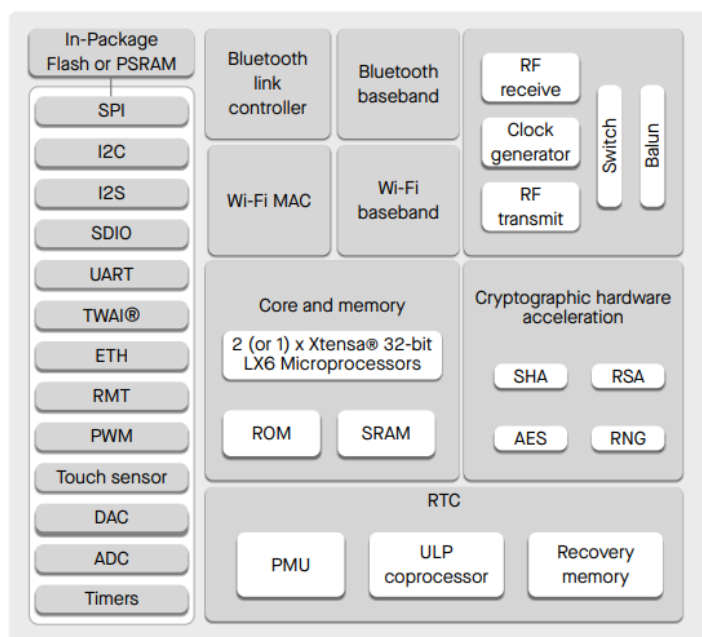 In-Package
Flash or PSRAM
SPI
I2C
I2S
SDIO
UART
TWAI®
ETH
RMT
PWM
Touch sensor
DAC
ADC
Timers
Bluetooth
link
controller
Bluetooth
baseband
Wi-Fi MAC
Wi-Fi
baseband
RF
receive
Clock
generator
RF
transmit
Switch
Balun
Core and memory
2 (or 1) x Xtensa® 32-bit
LX6 Microprocessors
ROM
SRAM
Cryptographic hardware
acceleration
SHA
RSA
AES
RNG
RTC
PMU
ULP
coprocessor
Recovery
memory